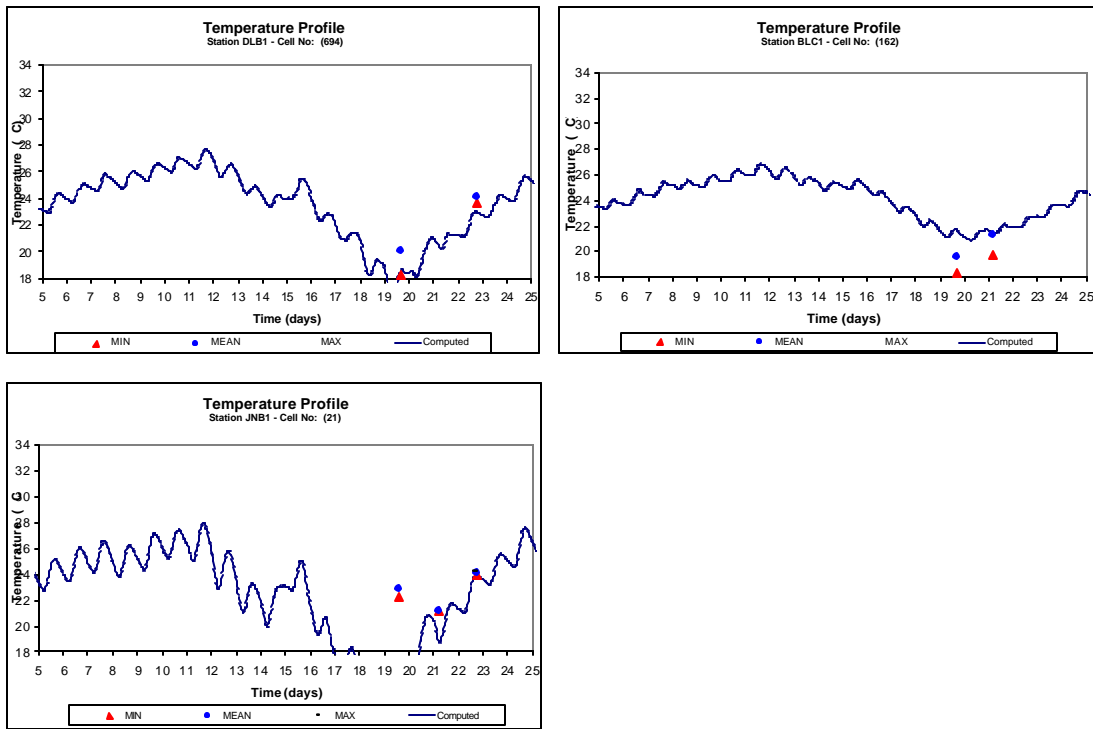 Temperature Profile
Station DLB1 - Cell No: (694)
34
32
30
28
26
24
22
20
18
Temperature ( C)
5 6 7 8 9 10 11 12 13 14 15 16 17 18 19 20 21 22 23 24 25
Time (days)
MIN MEAN MAX Computed
Temperature Profile
Station BLC1 - Cell No: (162)
34
32
30
28
26
24
22
20
18
Temperature ( C
5 6 7 8 9 10 11 12 13 14 15 16 17 18 19 20 21 22 23 24 25
Time (days)
MIN MEAN MAX Computed
Temperature Profile
Station JNB1 - Cell No: (21)
34
32
30
28
26
24
22
20
18
Temperature ( C
5 6 7 8 9 10 11 12 13 14 15 16 17 18 19 20 21 22 23 24 25
Time (days)
MIN MEAN MAX Computed